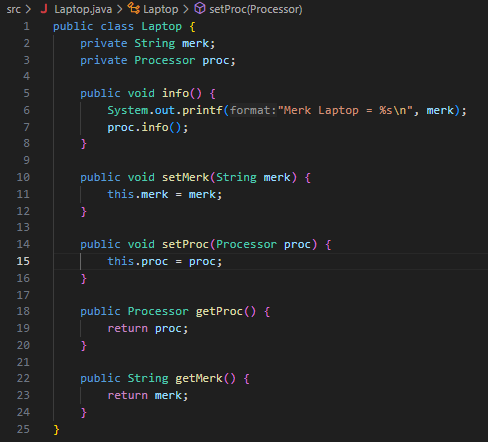 src > J Laptop.java > Laptop > setProc(Processor)
1 public class Laptop {
2     private String merk;
3     private Processor proc;
4
5     public void info() {
6         System.out.printf(format:"Merk Laptop = %s\n", merk);
7         proc.info();
8     }
9
10     public void setMerk(String merk) {
11         this.merk = merk;
12     }
13
14     public void setProc(Processor proc) {
15         this.proc = proc;
16     }
17
18     public Processor getProc() {
19         return proc;
20     }
21
22     public String getMerk() {
23         return merk;
24     }
25 }